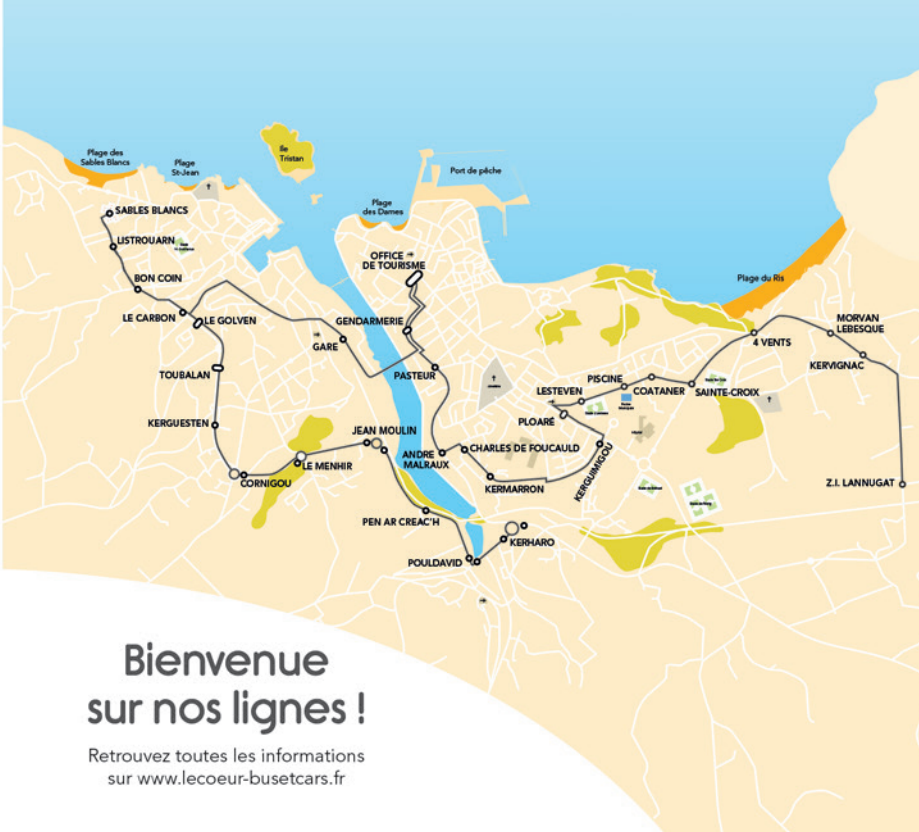 Plage des
Sables Blancs
Plage
St-Jean
Île
Tristan
Port de pêche
Plage
des Dames
SABLES BLANCS
LISTROUARN
OFFICE
DE TOURISME
BON COIN
Plage du Ris
LE CARBON
LE GOLVEN
GENDARMERIE
MORVAN
LEBESQUE
GARE
4 VENTS
KERVIGNAC
TOUBALAN
PASTEUR
PISCINE
LESTEVEN
COATANER
SAINTE-CROIX
PLOARÉ
KERGUESTEN
JEAN MOULIN
CHARLES DE FOUCAULD
ANDRE
MALRAUX
LE MENHIR
CORNIGOU
KERMARRON
KERGUIMIGOU
Z.I. LANNUGAT
PEN AR CREAC'H
KERHARO
POULDAVID
Bienvenue
sur nos lignes !
Retrouvez toutes les informations
sur www.lecoeur-busetcars.fr